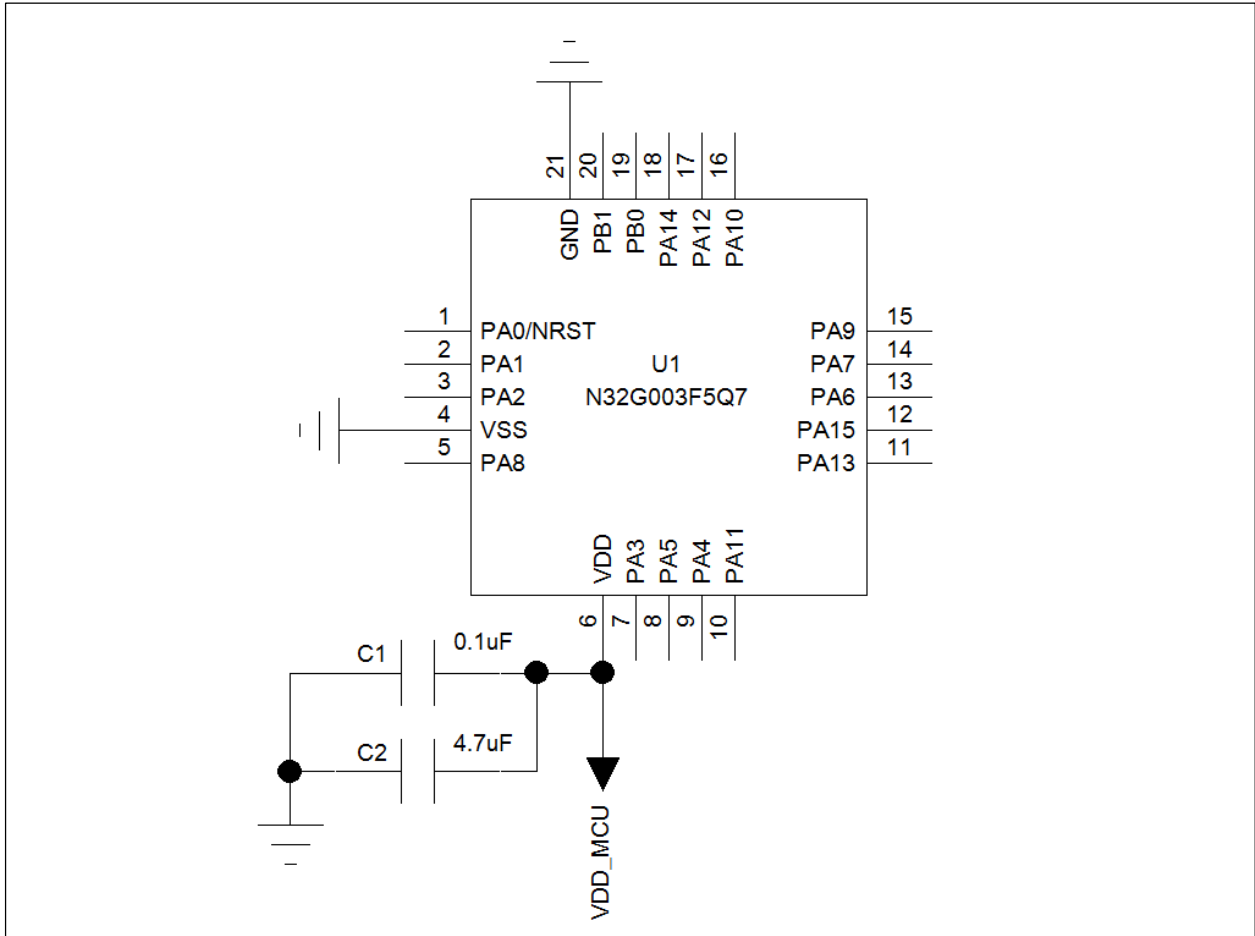 21
20
19
18
17
16
GND
PB1
PB0
PA14
PA12
PA10
1
PA0/NRST
2
PA1
3
PA2
4
VSS
5
PA8
U1
N32G003F5Q7
PA9
15
PA7
14
PA6
13
PA15
12
PA13
11
VDD
PA3
PA5
PA4
PA11
6
7
8
9
10
C1
0.1uF
C2
4.7uF
VDD_MCU